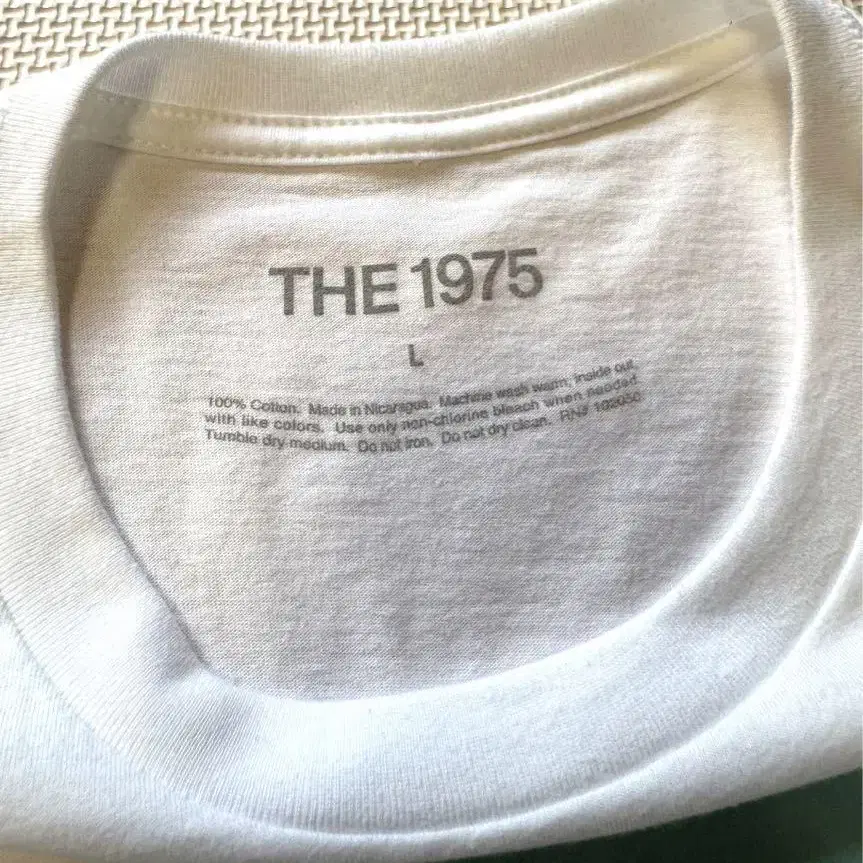 THE 1975
L
100% Cotton. Made in Nicaragua. Machine wash warm, inside out,
with like colors. Use only non-chlorine bleach when needed.
Tumble dry medium. Do not iron. Do not dry clean. RN#